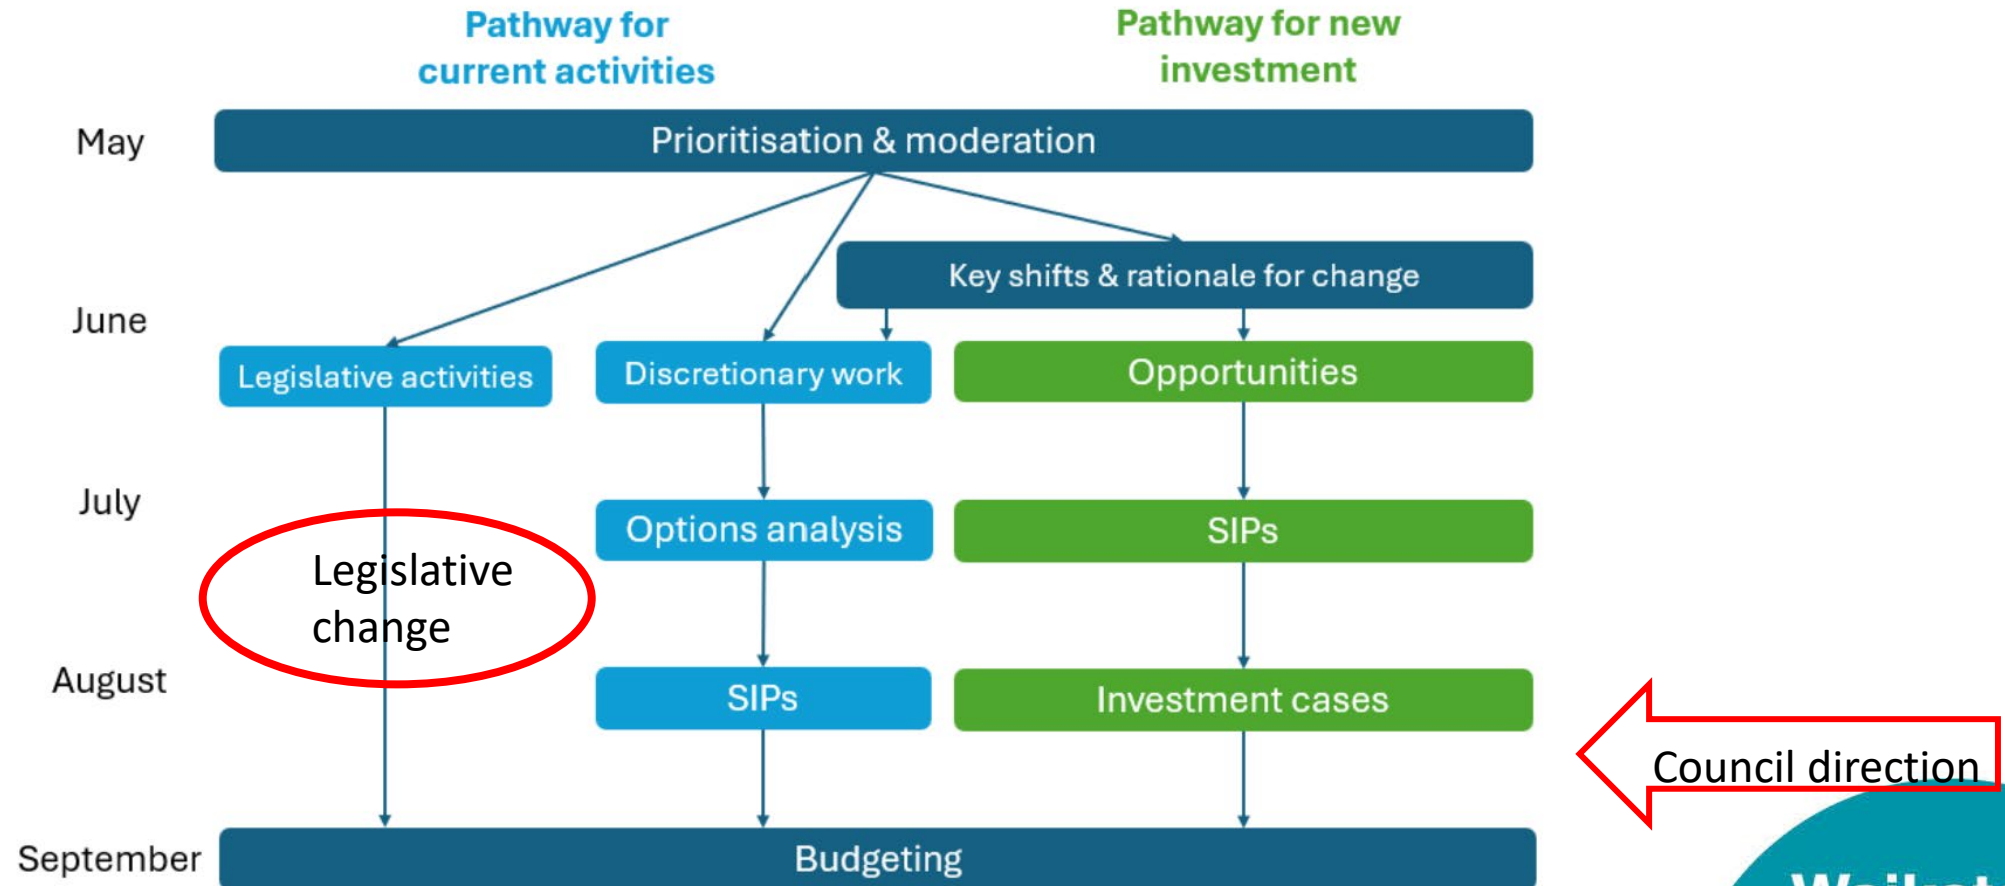 Pathway for
current activities
Pathway for new
investment
May
Prioritisation & moderation
Key shifts & rationale for change
June
Legislative activities
Discretionary work
Opportunities
July
Options analysis
SIPs
Legislative
change
August
SIPs
Investment cases
Council direction
September
Budgeting